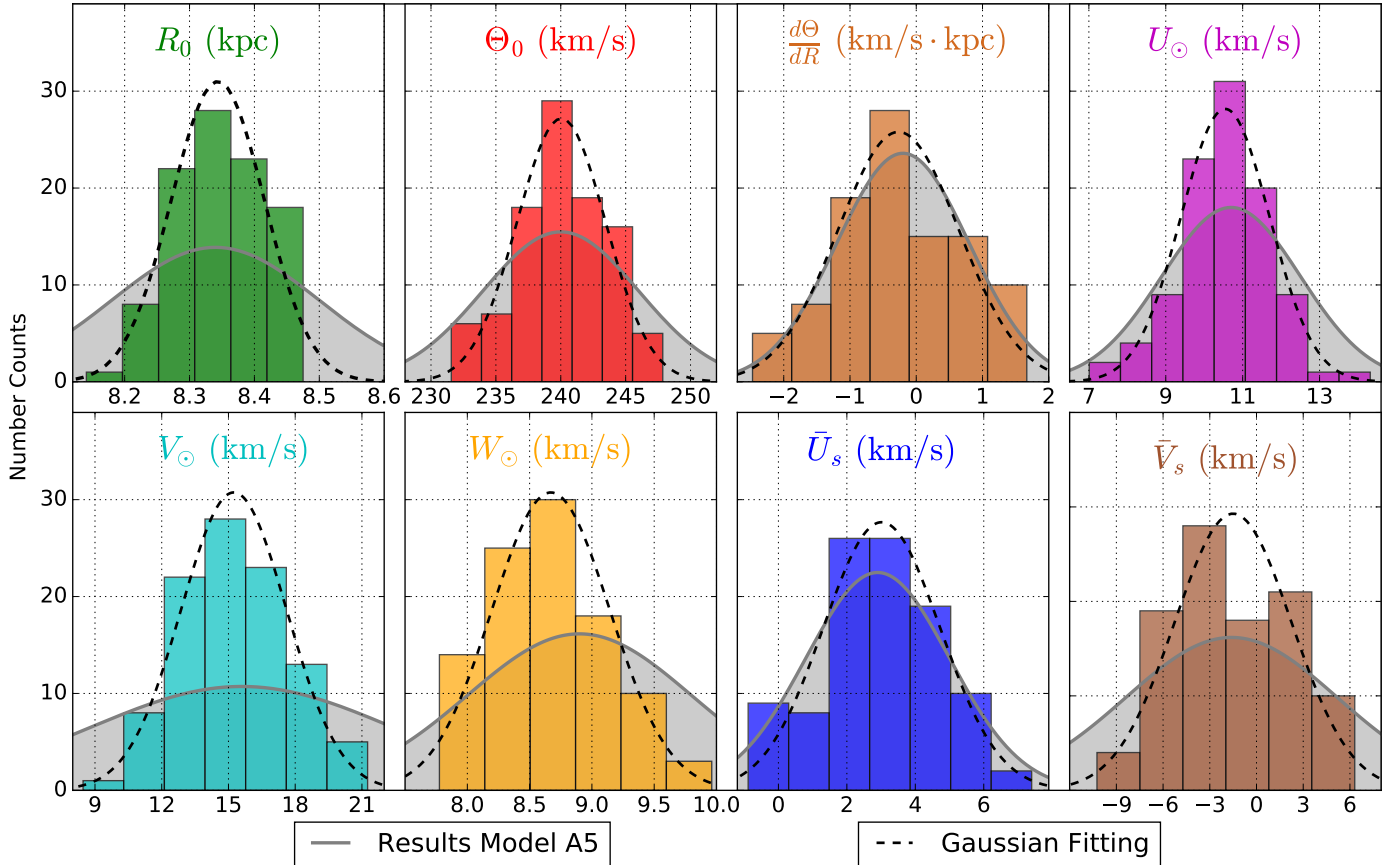 Number Counts
R₀ (kpc)
Θ₀ (km/s)
dΘ/dR (km/s · kpc)
U⊙ (km/s)
30
20
10
0
8.2 8.3 8.4 8.5 8.6
230 235 240 245 250
−2 −1 0 1 2
7 9 11 13
V⊙ (km/s)
W⊙ (km/s)
Ūₛ (km/s)
V̄ₛ (km/s)
30
20
10
0
9 12 15 18 21
8.0 8.5 9.0 9.5 10.0
0 2 4 6
−9 −6 −3 0 3 6
Results Model A5
Gaussian Fitting